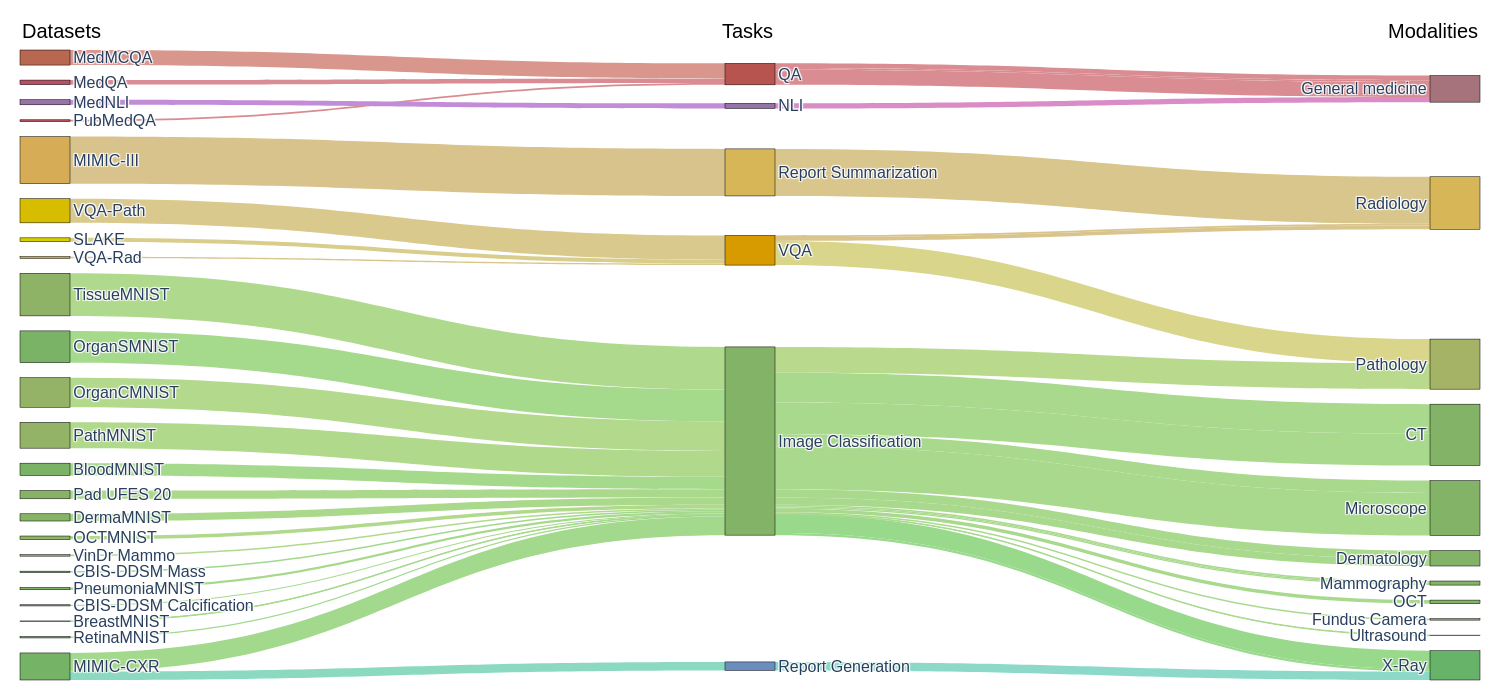 Datasets
Tasks
Modalities
MedMCQA
MedQA
MedNLI
PubMedQA
MIMIC-III
VQA-Path
SLAKE
VQA-Rad
TissueMNIST
OrganSMNIST
OrganCMNIST
PathMNIST
BloodMNIST
Pad UFES 20
DermaMNIST
OCTMNIST
VinDr Mammo
CBIS-DDSM Mass
PneumoniaMNIST
CBIS-DDSM Calcification
BreastMNIST
RetinaMNIST
MIMIC-CXR
QA
NLI
Report Summarization
VQA
Image Classification
Report Generation
General medicine
Radiology
Pathology
CT
Microscope
Dermatology
Mammography
OCT
Fundus Camera
Ultrasound
X-Ray